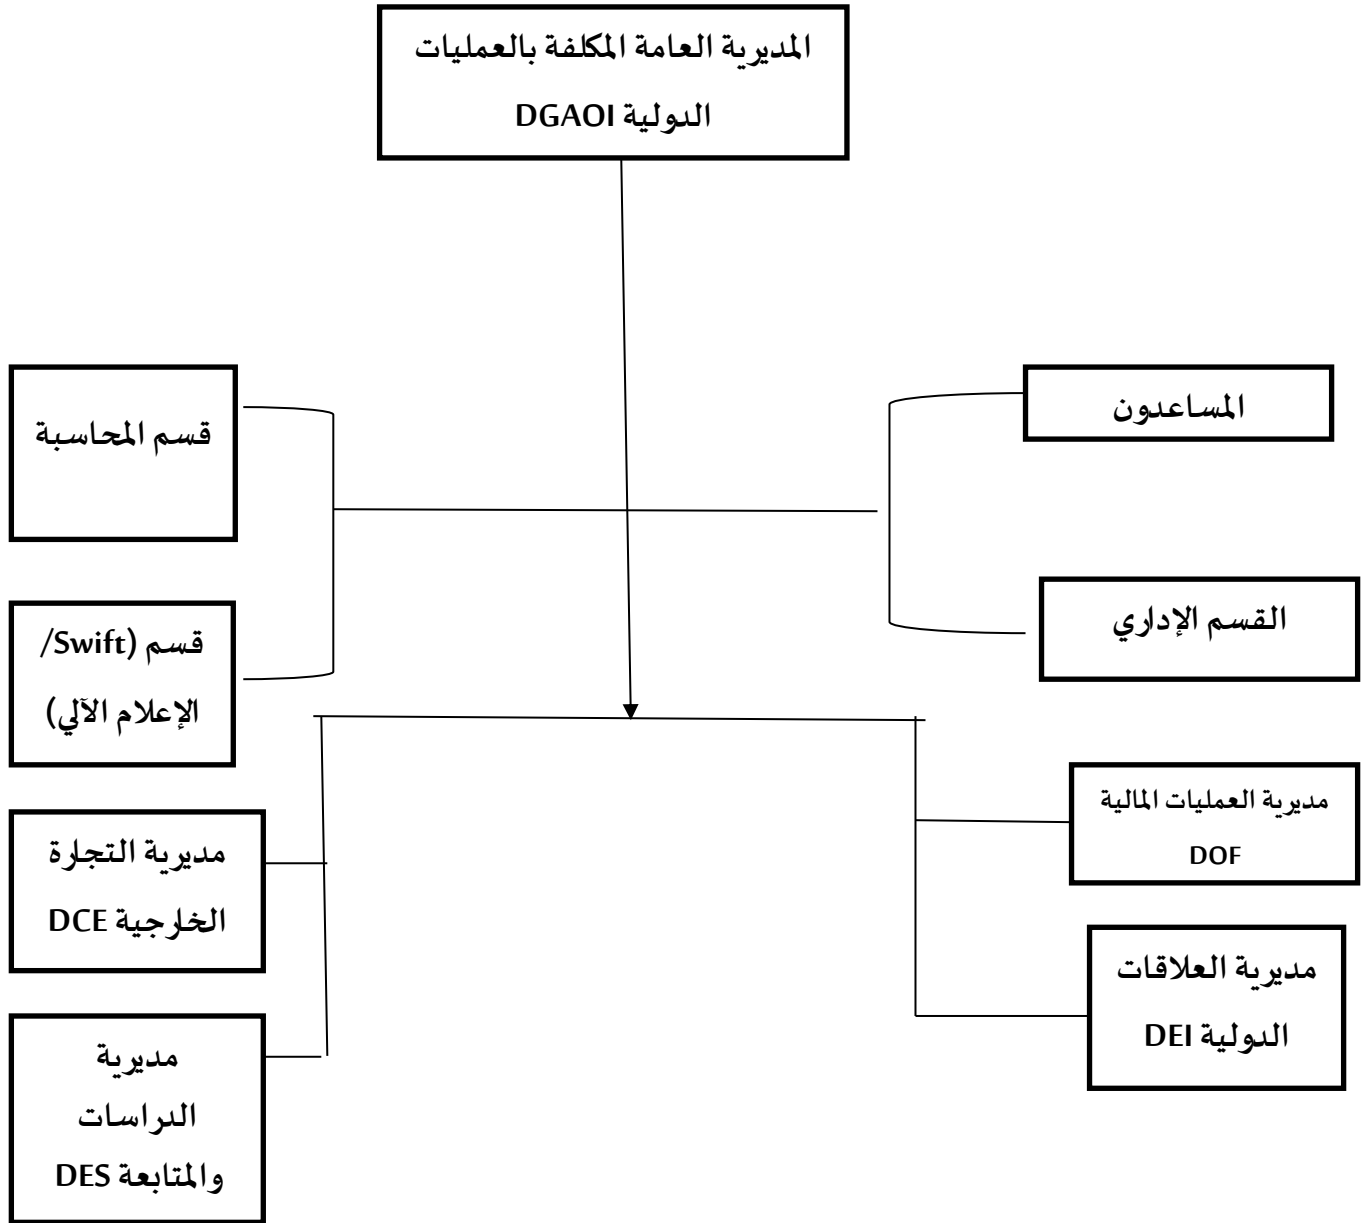 المديرية العامة المكلفة بالعمليات
الدولية DGAOI
المساعدون
قسم المحاسبة
القسم الإداري
قسم (Swift/
الإعلام الآلي)
مديرية العمليات المالية
DOF
مديرية التجارة
الخارجية DCE
مديرية العلاقات
الدولية DEI
مديرية
الدراسات
والمتابعة DES